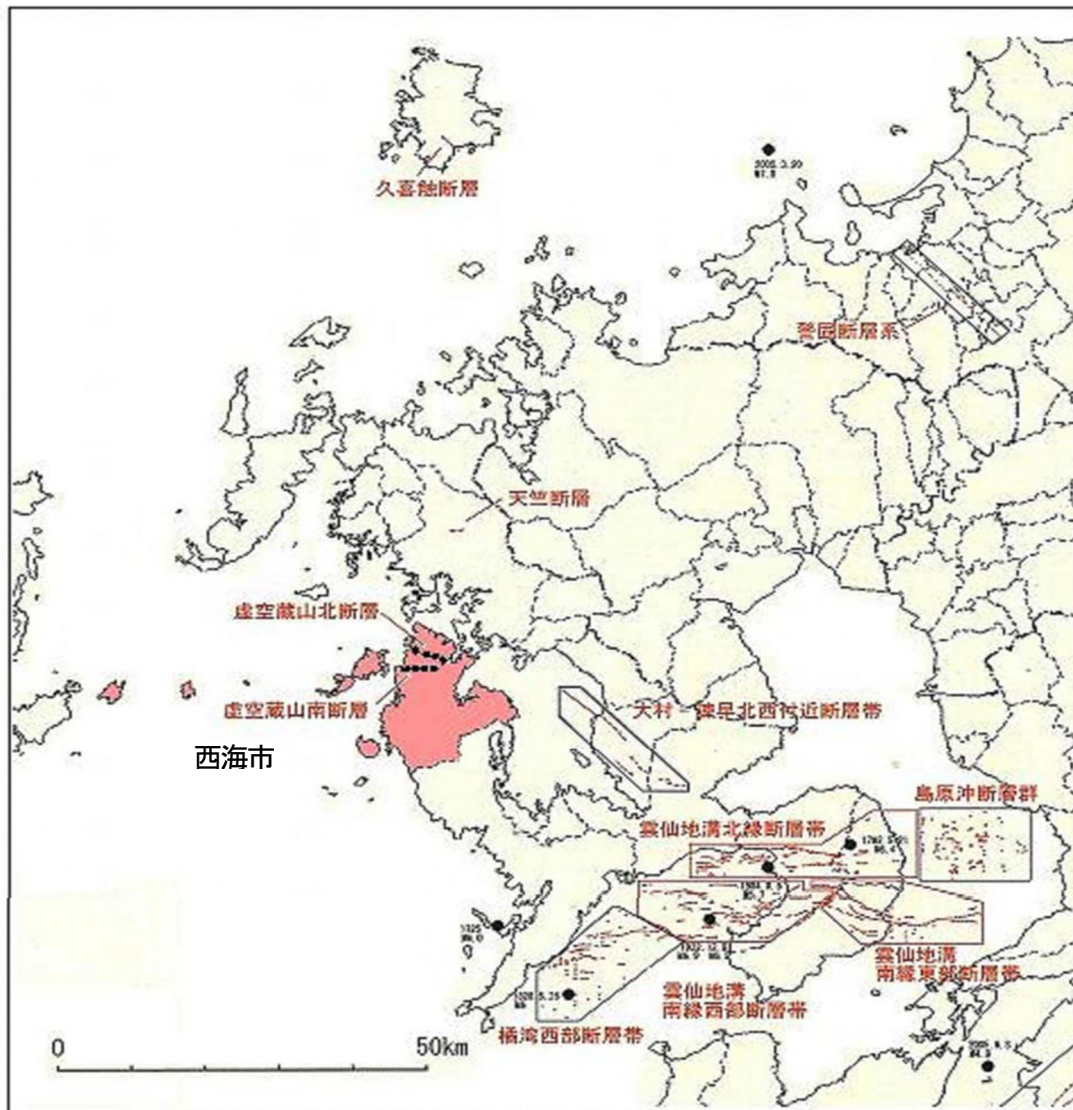 久喜触断層
2005.3.20
警固断層系
天竺断層
虚空蔵山北断層
虚空蔵山南断層
西海市
大村―諫早北西付近断層帯
島原沖断層群
雲仙地溝北縁断層帯
雲仙地溝
南縁東部断層帯
雲仙地溝
南縁西部断層帯
橘湾西部断層帯
0
50km